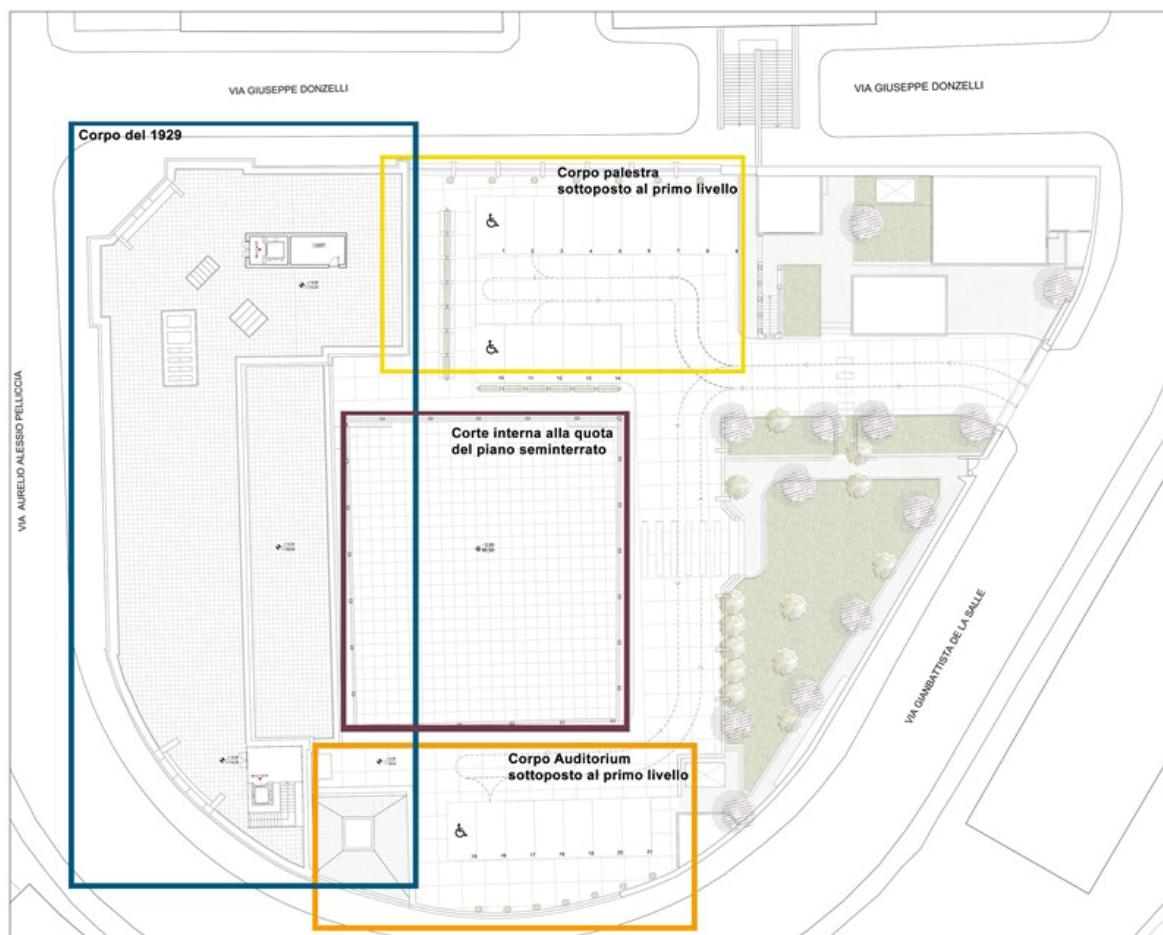 VIA GIUSEPPE DONZELLI
VIA GIUSEPPE DONZELLI
Corpo del 1929
Corpo palestra
sottoposto al primo livello
1 2 3 4 5 6 7 8 9
10 11 12 13 14
Corte interna alla quota
del piano seminterrato
VIA AURELIO ALESSIO PELLICCIA
VIA GIANBATTISTA DE LA SALLE
Corpo Auditorium
sottoposto al primo livello
15 16 17 18 19 20 21